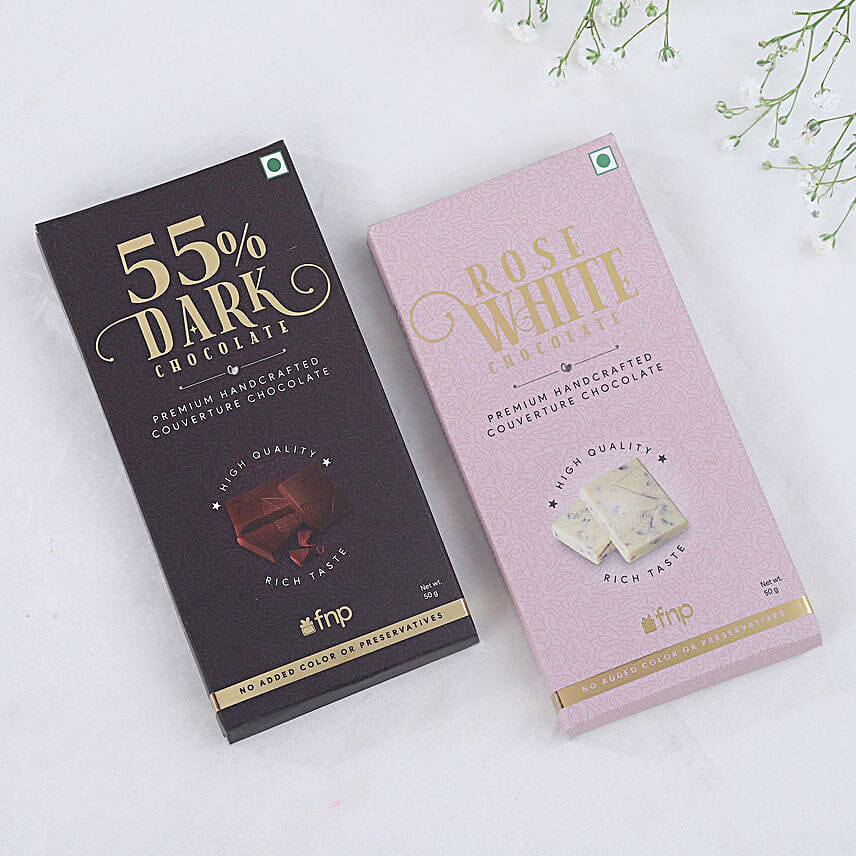 55%
DARK
CHOCOLATE
PREMIUM HANDCRAFTED
COUVERTURE CHOCOLATE
HIGH QUALITY
RICH TASTE
Net wt.
50 g
fnp
NO ADDED COLOR OR PRESERVATIVES
ROSE
WHITE
CHOCOLATE
PREMIUM HANDCRAFTED
COUVERTURE CHOCOLATE
HIGH QUALITY
RICH TASTE
Net wt.
50 g
fnp
NO ADDED COLOR OR PRESERVATIVES